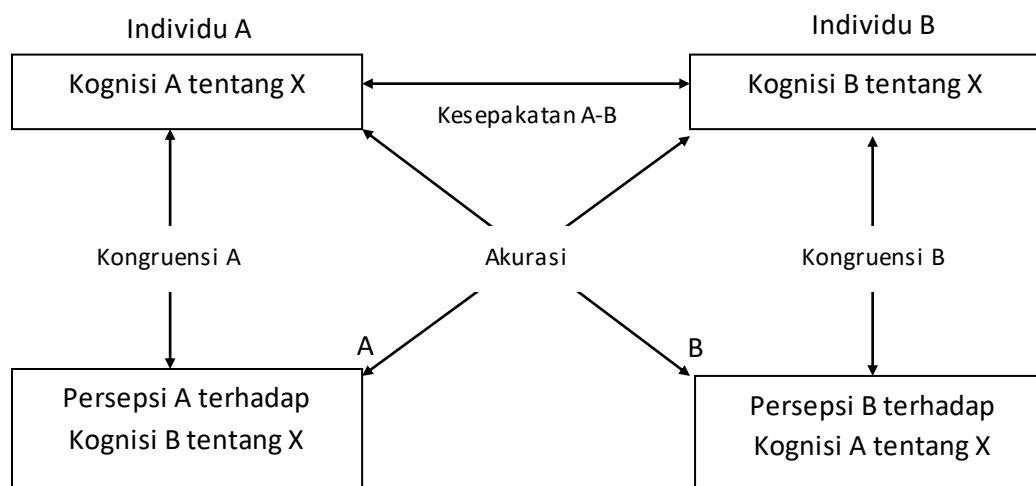 Individu A
Individu B
Kognisi A tentang X
Kognisi B tentang X
Kesepakatan A-B
Kongruensi A
Akurasi
Kongruensi B
A
B
Persepsi A terhadap
Kognisi B tentang X
Persepsi B terhadap
Kognisi A tentang X